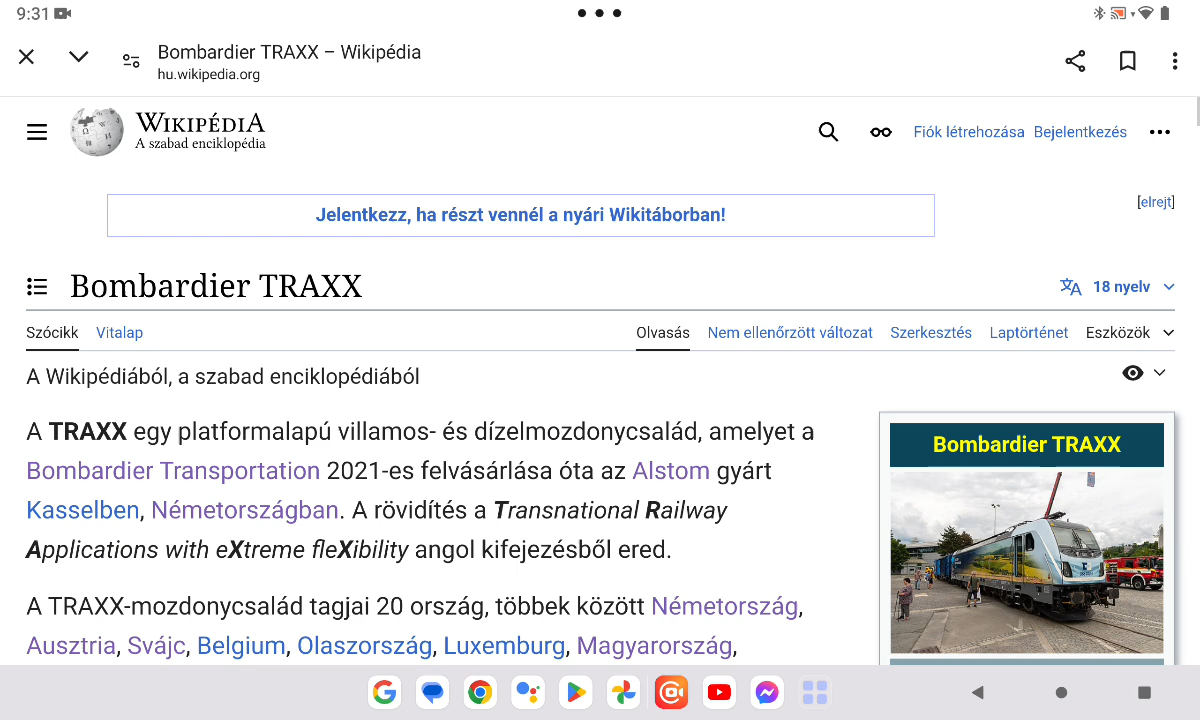 9:31
Bombardier TRAXX – Wikipédia
hu.wikipedia.org
WIKIPÉDIA
A szabad enciklopédia
Fiók létrehozása Bejelentkezés
Jelentkezz, ha részt vennél a nyári Wikitáborban!
[elrejt]
Bombardier TRAXX
18 nyelv
Szócikk Vitalap Olvasás Nem ellenőrzött változat Szerkesztés Laptörténet Eszközök
A Wikipédiából, a szabad enciklopédiából
A TRAXX egy platformalapú villamos- és dízelmozdonycsalád, amelyet a
Bombardier Transportation 2021-es felvásárlása óta az Alstom gyárt
Kasselben, Németországban. A rövidítés a Transnational Railway
Applications with eXtreme fleXibility angol kifejezésből ered.
A TRAXX-mozdonycsalád tagjai 20 ország, többek között Németország,
Ausztria, Svájc, Belgium, Olaszország, Luxemburg, Magyarország,
Bombardier TRAXX